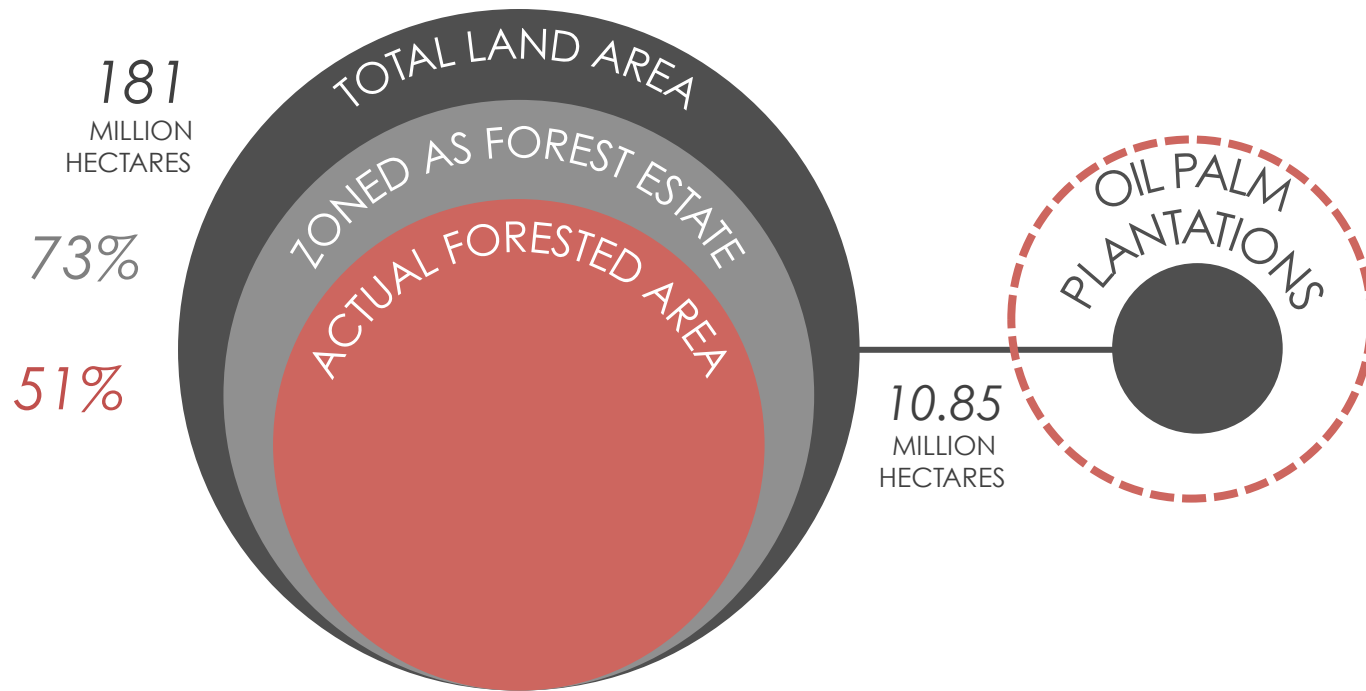 181
MILLION
HECTARES
73%
51%
TOTAL LAND AREA
ZONED AS FOREST ESTATE
ACTUAL FORESTED AREA
OIL PALM
PLANTATIONS
10.85
MILLION
HECTARES